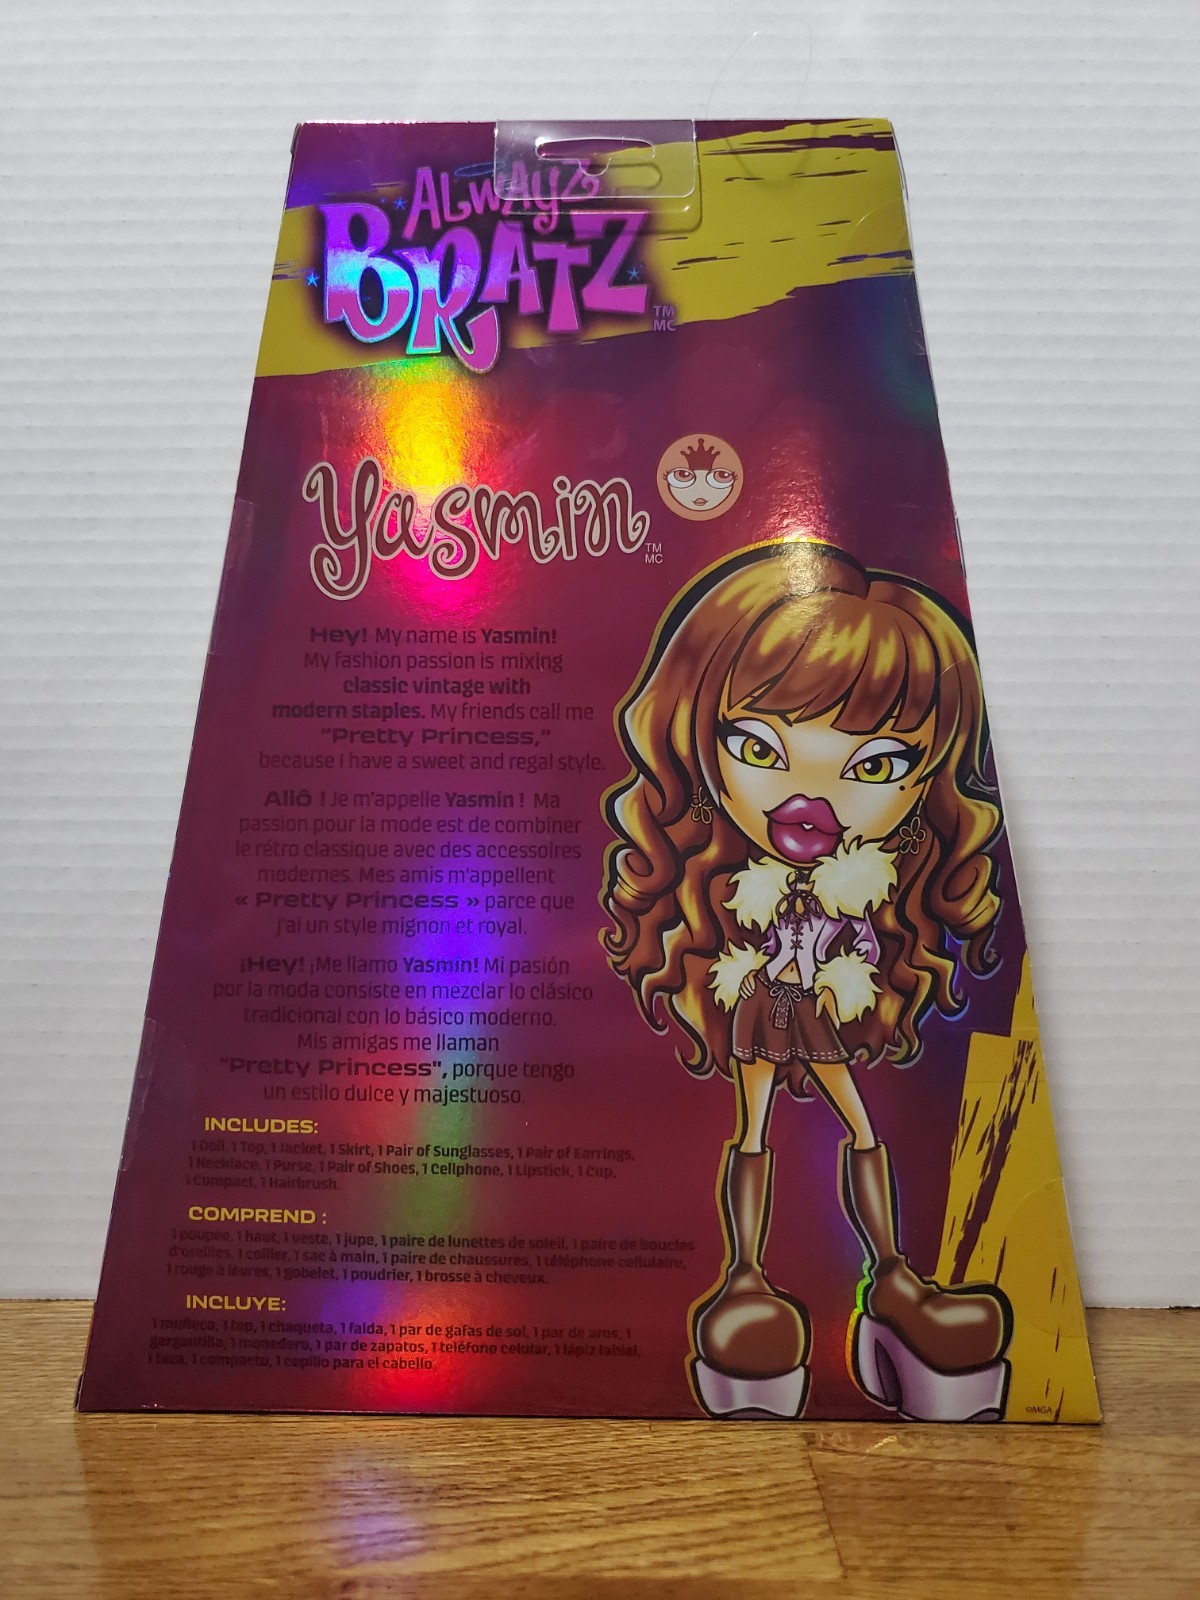 ALWAYZ
BRATZ
TM
MC
Yasmin
TM
MC
Hey! My name is Yasmin!
My fashion passion is mixing
classic vintage with
modern staples. My friends call me
"Pretty Princess,"
because I have a sweet and regal style.
Allô ! Je m'appelle Yasmin ! Ma
passion pour la mode est de combiner
le rétro classique avec des accessoires
modernes. Mes amis m'appellent
« Pretty Princess » parce que
j'ai un style mignon et royal.
¡Hey! ¡Me llamo Yasmin! Mi pasión
por la moda consiste en mezclar lo clásico
tradicional con lo básico moderno.
Mis amigas me llaman
"Pretty Princess", porque tengo
un estilo dulce y majestuoso.
INCLUDES:
1 Doll, 1 Top, 1 Jacket, 1 Skirt, 1 Pair of Sunglasses, 1 Pair of Earrings,
1 Necklace, 1 Purse, 1 Pair of Shoes, 1 Cellphone, 1 Lipstick, 1 Cup,
1 Compact, 1 Hairbrush.
COMPREND :
1 poupée, 1 haut, 1 veste, 1 jupe, 1 paire de lunettes de soleil, 1 paire de boucles
d'oreilles, 1 collier, 1 sac à main, 1 paire de chaussures, 1 téléphone cellulaire,
1 rouge à lèvres, 1 gobelet, 1 poudrier, 1 brosse à cheveux.
INCLUYE:
1 muñeca, 1 top, 1 chaqueta, 1 falda, 1 par de gafas de sol, 1 par de aros, 1
gargantilla, 1 monedero, 1 par de zapatos, 1 teléfono celular, 1 lápiz labial,
1 taza, 1 compacto, 1 cepillo para el cabello.
©MGA